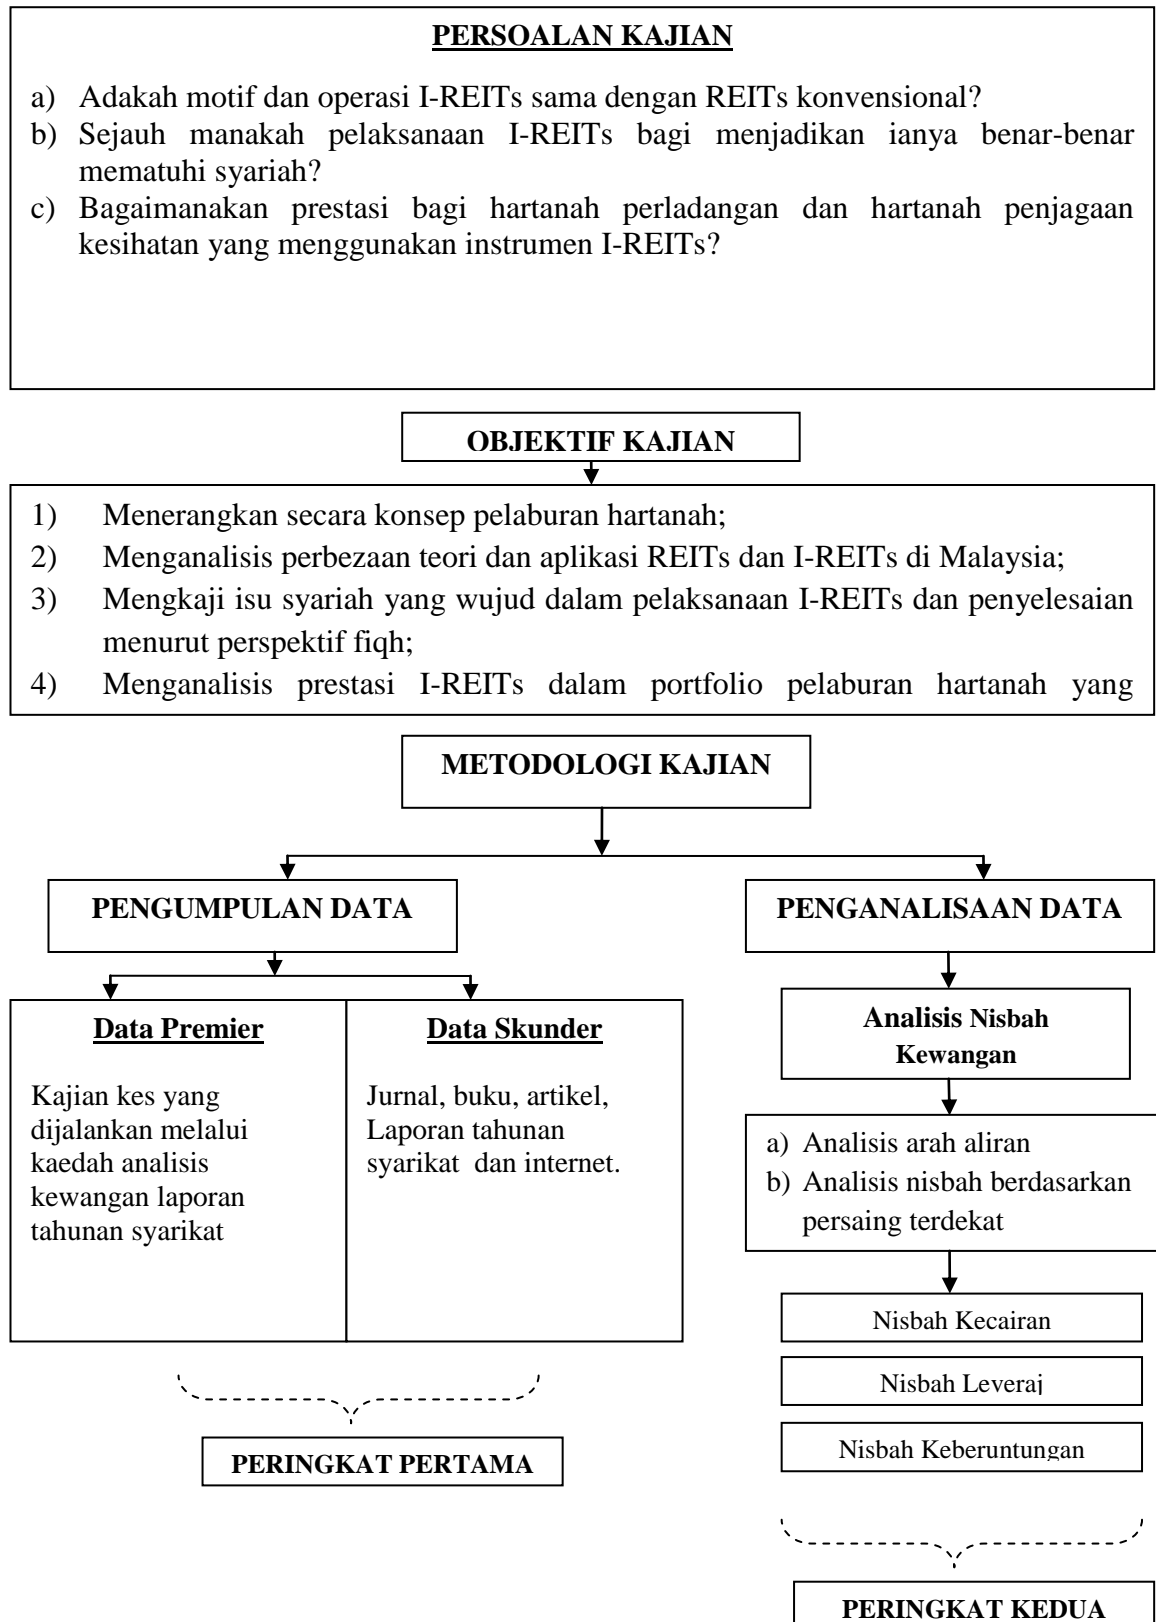 PERSOALAN KAJIAN
a) Adakah motif dan operasi I-REITs sama dengan REITs konvensional?
b) Sejauh manakah pelaksanaan I-REITs bagi menjadikan ianya benar-benar
mematuhi syariah?
c) Bagaimanakan prestasi bagi hartanah perladangan dan hartanah penjagaan
kesihatan yang menggunakan instrumen I-REITs?
OBJEKTIF KAJIAN
1) Menerangkan secara konsep pelaburan hartanah;
2) Menganalisis perbezaan teori dan aplikasi REITs dan I-REITs di Malaysia;
3) Mengkaji isu syariah yang wujud dalam pelaksanaan I-REITs dan penyelesaian
menurut perspektif fiqh;
4) Menganalisis prestasi I-REITs dalam portfolio pelaburan hartanah yang
METODOLOGI KAJIAN
PENGUMPULAN DATA
Data Premier
Kajian kes yang
dijalankan melalui
kaedah analisis
kewangan laporan
tahunan syarikat
Data Skunder
Jurnal, buku, artikel,
Laporan tahunan
syarikat dan internet.
PERINGKAT PERTAMA
PENGANALISAAN DATA
Analisis Nisbah
Kewangan
a) Analisis arah aliran
b) Analisis nisbah berdasarkan
persaing terdekat
Nisbah Kecairan
Nisbah Leveraj
Nisbah Keberuntungan
PERINGKAT KEDUA